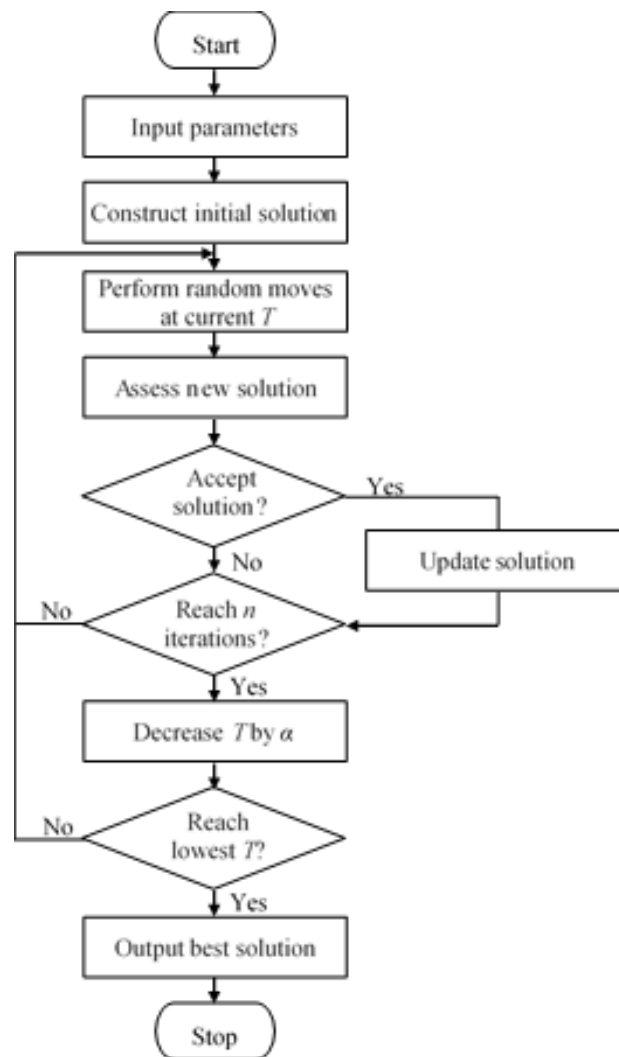 Start
Input parameters
Construct initial solution
Perform random moves
at current T
Assess new solution
Accept
solution?
Yes
Update solution
No
Reach n
iterations?
No
Yes
Decrease T by α
Reach
lowest T?
No
Yes
Output best solution
Stop